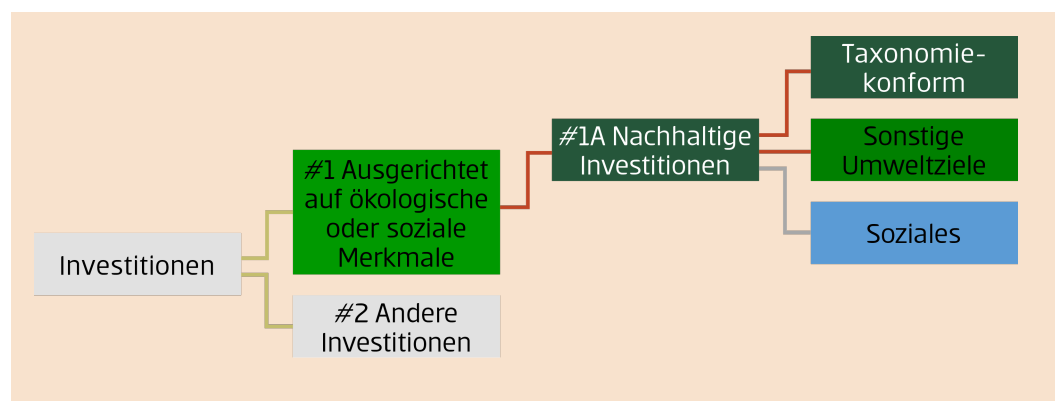 Investitionen
#1 Ausgerichtet
auf ökologische
oder soziale
Merkmale
#2 Andere
Investitionen
#1A Nachhaltige
Investitionen
Taxonomie-
konform
Sonstige
Umweltziele
Soziales